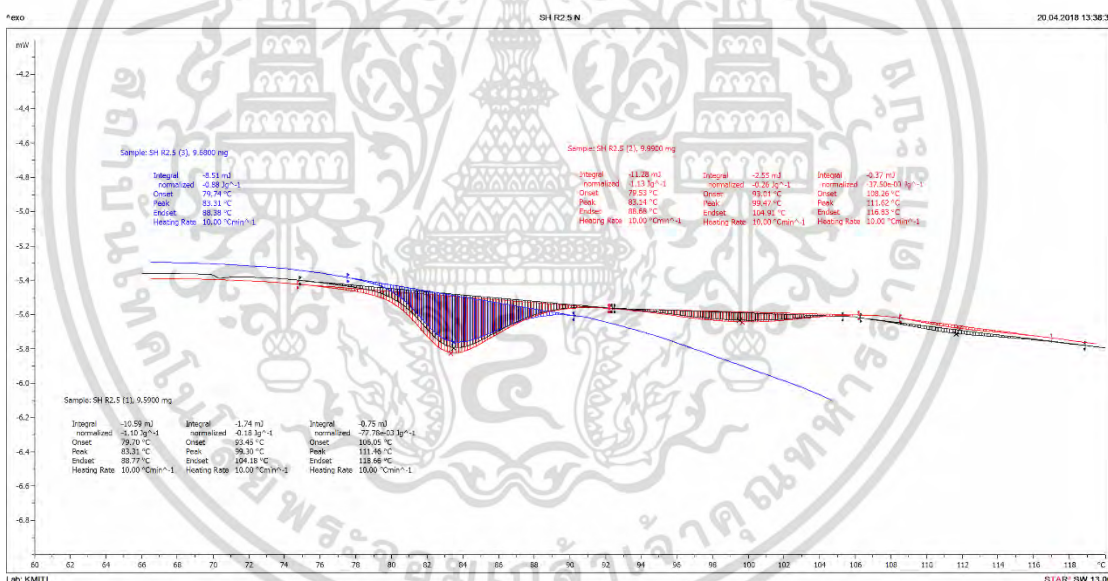 ^exo
SH R2.5 N
20.04.2018 13:38:3
mW
-4.2
-4.4
-4.6
-4.8
-5.0
-5.2
-5.4
-5.6
-5.8
-6.0
-6.2
-6.4
-6.6
-6.8
Sample: SH R2.5 (3), 9.6800 mg
Integral -8.51 mJ
normalized -0.88 Jg^-1
Onset 79.74 °C
Peak 83.31 °C
Endset 88.38 °C
Heating Rate 10.00 °Cmin^-1
Sample: SH R2.5 (2), 9.9900 mg
Integral -11.28 mJ Integral -2.55 mJ Integral -0.37 mJ
normalized -1.13 Jg^-1 normalized -0.26 Jg^-1 normalized -37.50e-03 Jg^-1
Onset 79.53 °C Onset 93.01 °C Onset 108.26 °C
Peak 83.14 °C Peak 99.47 °C Peak 111.62 °C
Endset 88.68 °C Endset 104.91 °C Endset 116.83 °C
Heating Rate 10.00 °Cmin^-1 Heating Rate 10.00 °Cmin^-1 Heating Rate 10.00 °Cmin^-1
Sample: SH R2.5 (1), 9.5900 mg
Integral -10.59 mJ Integral -1.74 mJ Integral -0.75 mJ
normalized -1.10 Jg^-1 normalized -0.18 Jg^-1 normalized -77.78e-03 Jg^-1
Onset 79.70 °C Onset 93.45 °C Onset 106.05 °C
Peak 83.31 °C Peak 99.30 °C Peak 111.46 °C
Endset 88.77 °C Endset 104.18 °C Endset 118.66 °C
Heating Rate 10.00 °Cmin^-1 Heating Rate 10.00 °Cmin^-1 Heating Rate 10.00 °Cmin^-1
60 62 64 66 68 70 72 74 76 78 80 82 84 86 88 90 92 94 96 98 100 102 104 106 108 110 112 114 116 118 °C
Lab: KMITL
STAR® SW 13.0